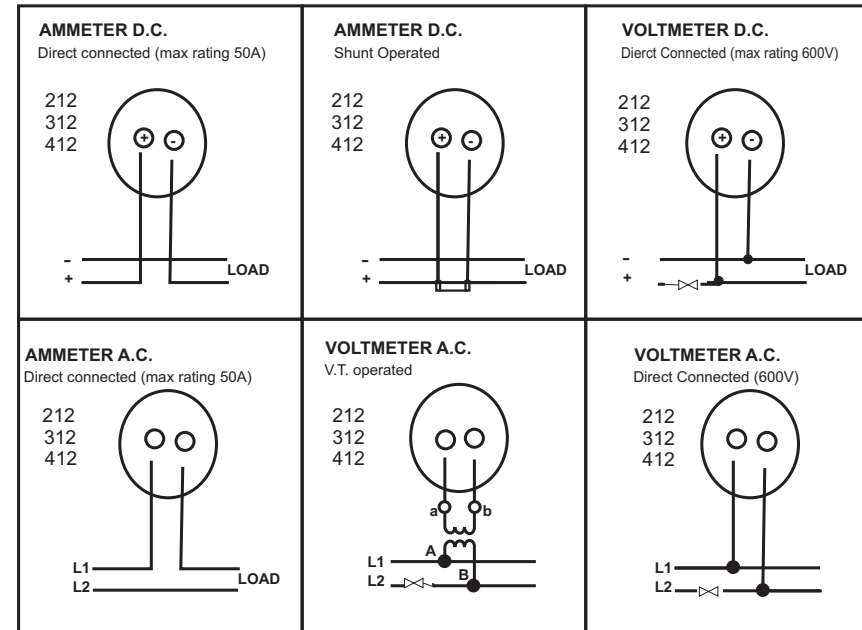 AMMETER D.C.
Direct connected (max rating 50A)
212
312
412
+ -
-
+
LOAD
AMMETER D.C.
Shunt Operated
212
312
412
+ -
-
+
LOAD
VOLTMETER D.C.
Dierct Connected (max rating 600V)
212
312
412
+ -
-
+
LOAD
AMMETER A.C.
Direct connected (max rating 50A)
212
312
412
L1
L2
LOAD
VOLTMETER A.C.
V.T. operated
212
312
412
a b
A
L1
L2
B
VOLTMETER A.C.
Direct Connected (600V)
212
312
412
L1
L2